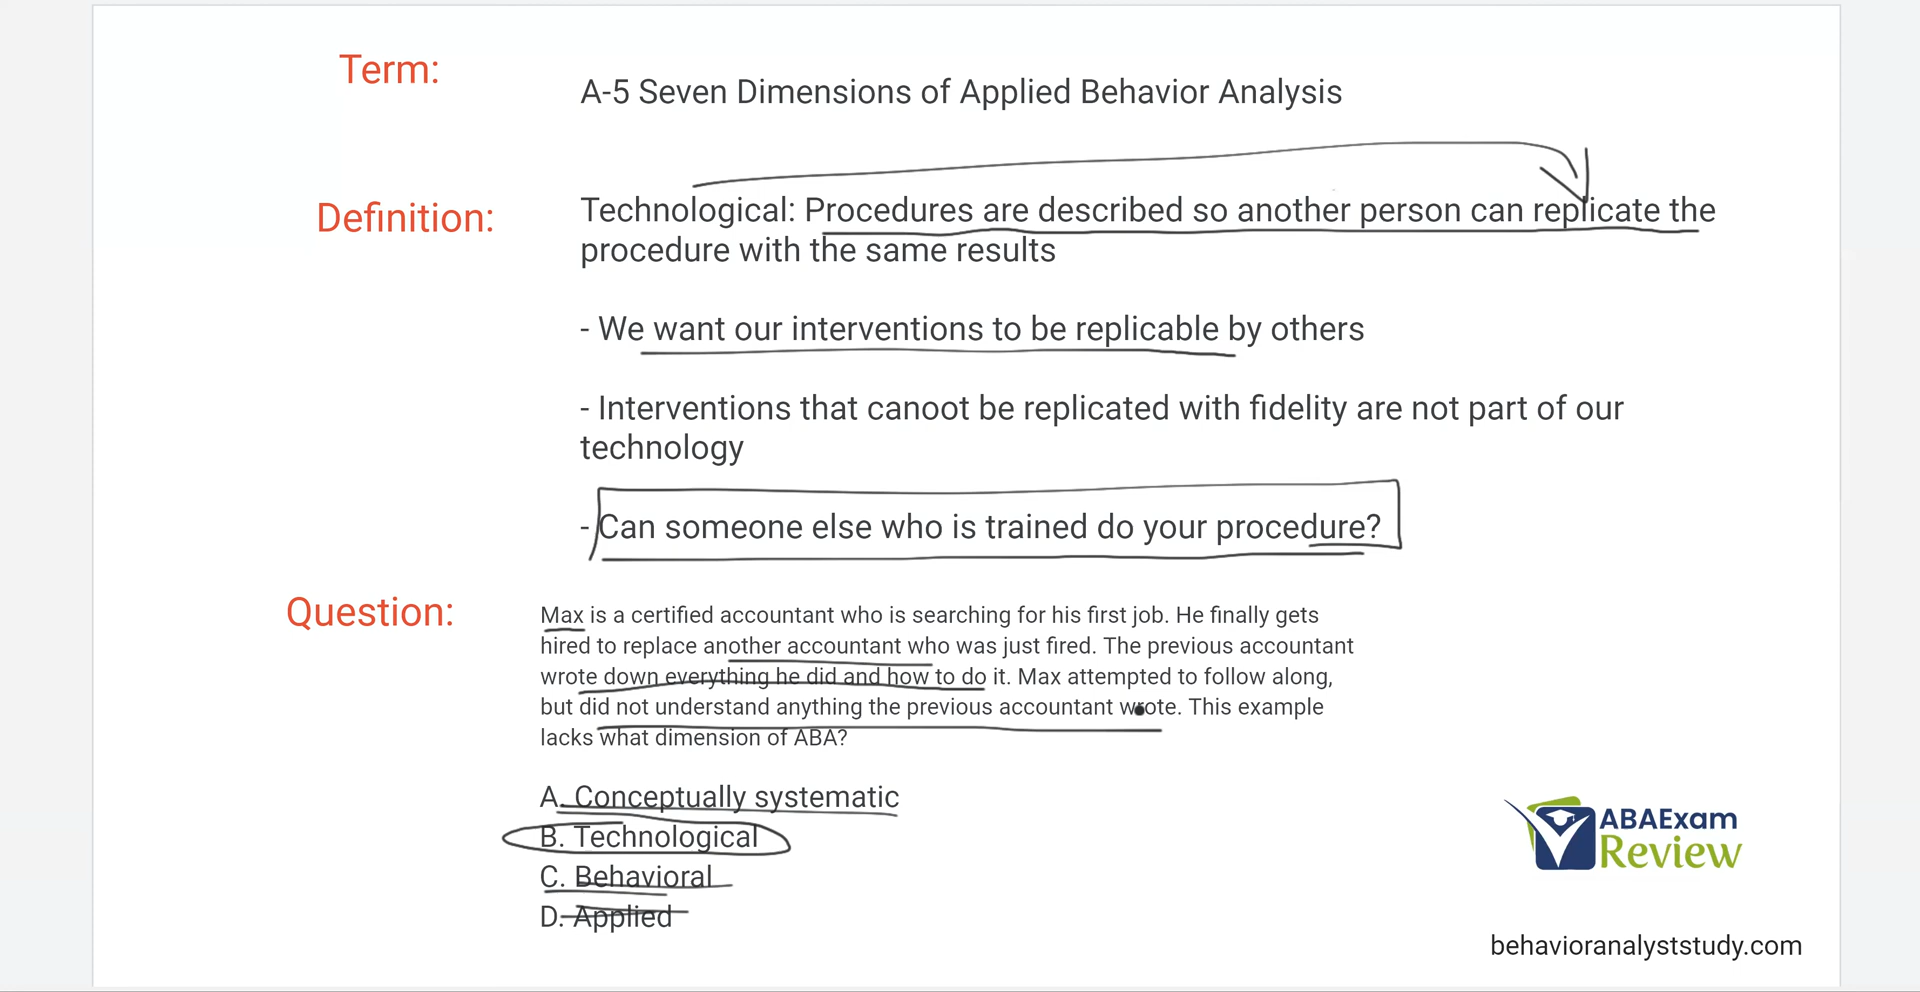 Term:
A-5 Seven Dimensions of Applied Behavior Analysis
Definition:
Technological: Procedures are described so another person can replicate the
procedure with the same results
- We want our interventions to be replicable by others
- Interventions that canoot be replicated with fidelity are not part of our
technology
- Can someone else who is trained do your procedure?
Question:
Max is a certified accountant who is searching for his first job. He finally gets
hired to replace another accountant who was just fired. The previous accountant
wrote down everything he did and how to do it. Max attempted to follow along,
but did not understand anything the previous accountant wrote. This example
lacks what dimension of ABA?
A. Conceptually systematic
B. Technological
C. Behavioral
D. Applied
ABAExam
Review
behavioranalyststudy.com